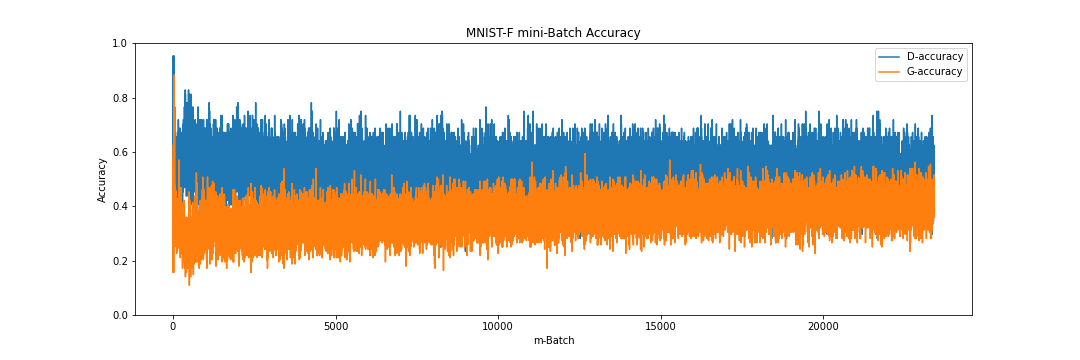 MNIST-F mini-Batch Accuracy
D-accuracy
G-accuracy
Accuracy
1.0
0.8
0.6
0.4
0.2
0.0
0 5000 10000 15000 20000
m-Batch